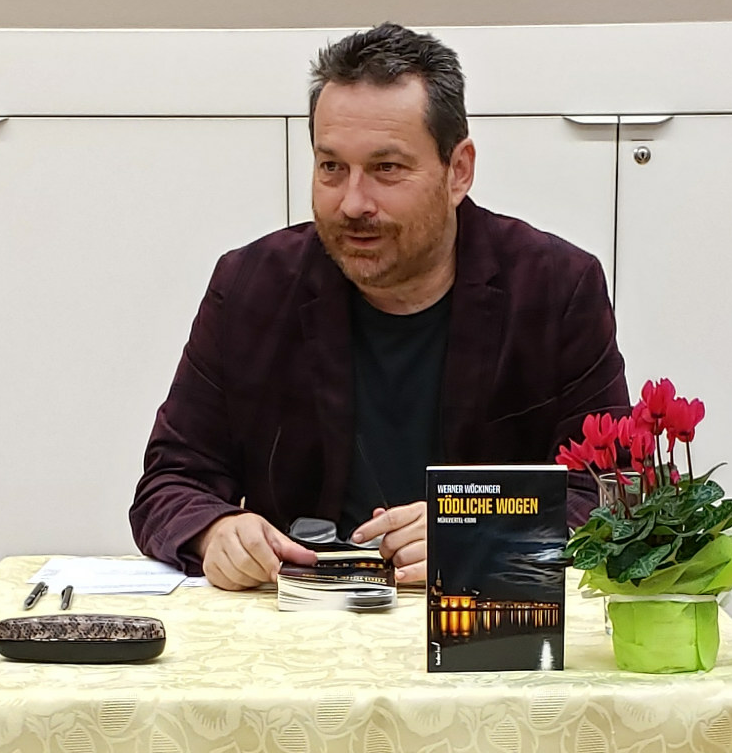 WERNER WÖCKINGER
TÖDLICHE WOGEN
MÜHLVIERTEL-KRIMI